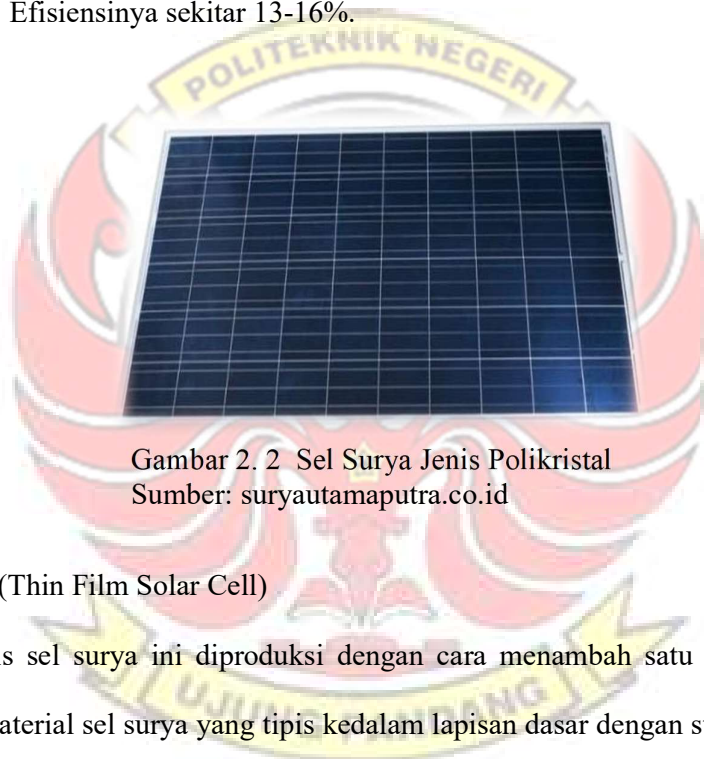 Efisiensinya sekitar 13-16%.
POLITEKNIK NEGERI
Gambar 2. 2 Sel Surya Jenis Polikristal
Sumber: suryautamaputra.co.id
(Thin Film Solar Cell)
s sel surya ini diproduksi dengan cara menambah satu
aterial sel surya yang tipis kedalam lapisan dasar dengan s
UJUNG PANDANG